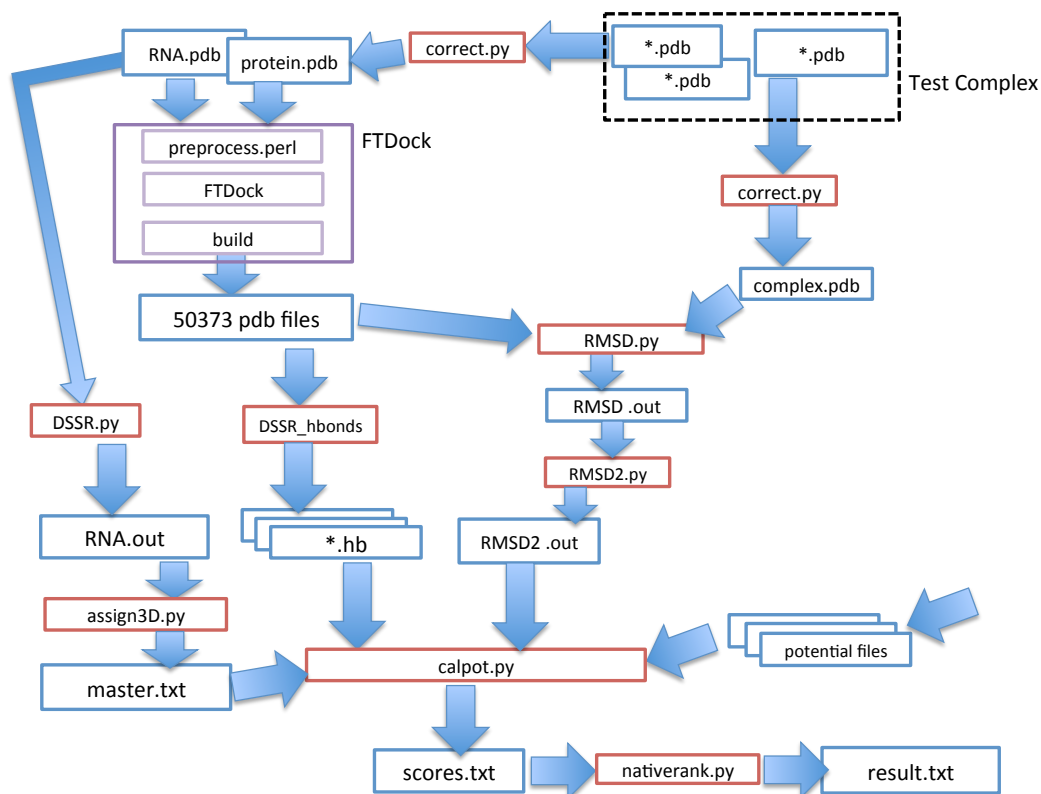 RNA.pdb
protein.pdb
correct.py
*.pdb
*.pdb
*.pdb
Test Complex
FTDock
preprocess.perl
FTDock
build
correct.py
complex.pdb
50373 pdb files
RMSD.py
RMSD .out
DSSR.py
DSSR_hbonds
RMSD2.py
RNA.out
*.hb
RMSD2 .out
assign3D.py
potential files
calpot.py
master.txt
scores.txt
nativerank.py
result.txt